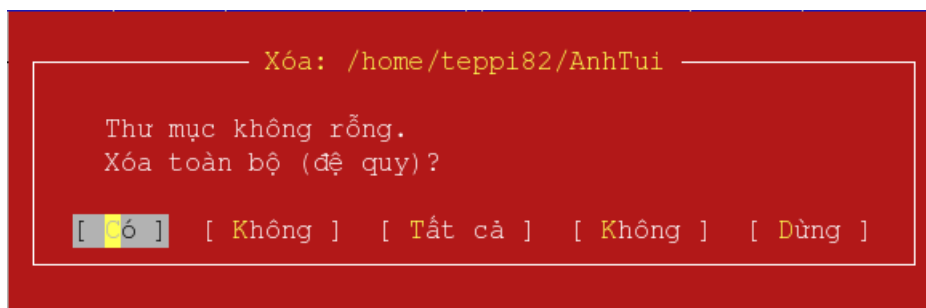 Xóa: /home/teppi82/AnhTui
Thư mục không rỗng.
Xóa toàn bộ (đệ quy)?
[ Có ] [ Không ] [ Tất cả ] [ Không ] [ Dừng ]